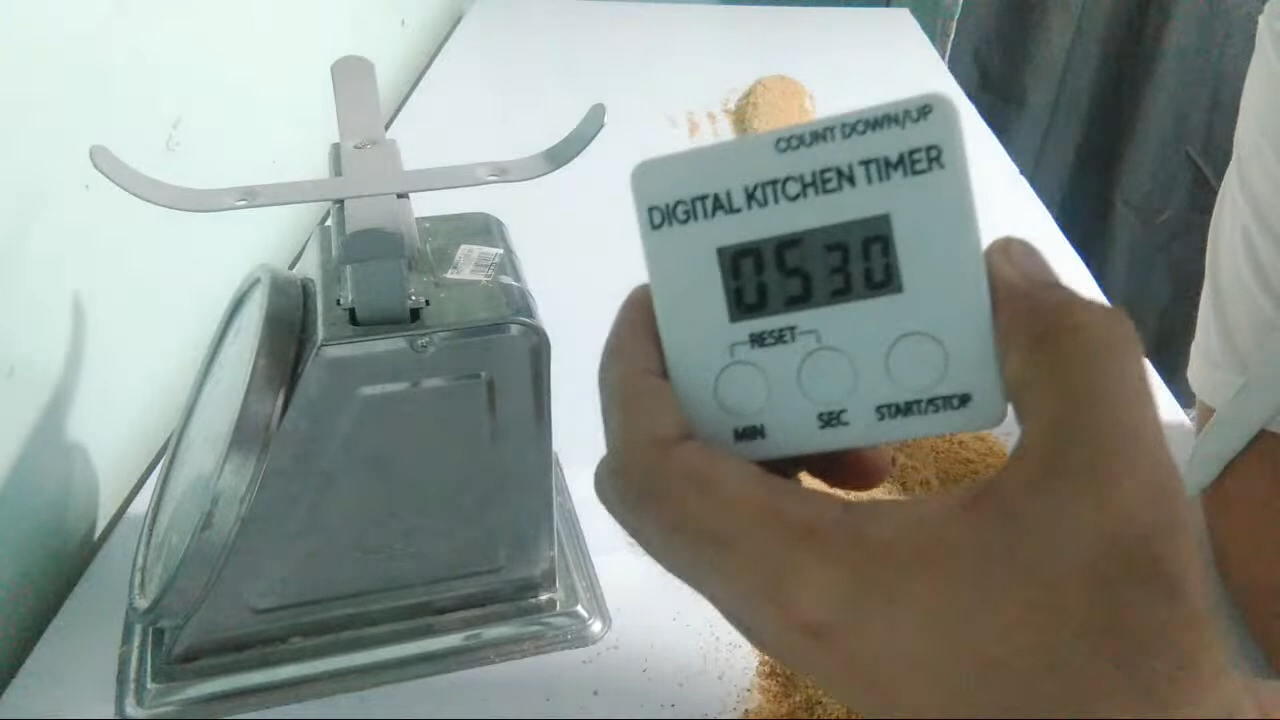 COUNT DOWN/UP
DIGITAL KITCHEN TIMER
0530
RESET
MIN SEC START/STOP